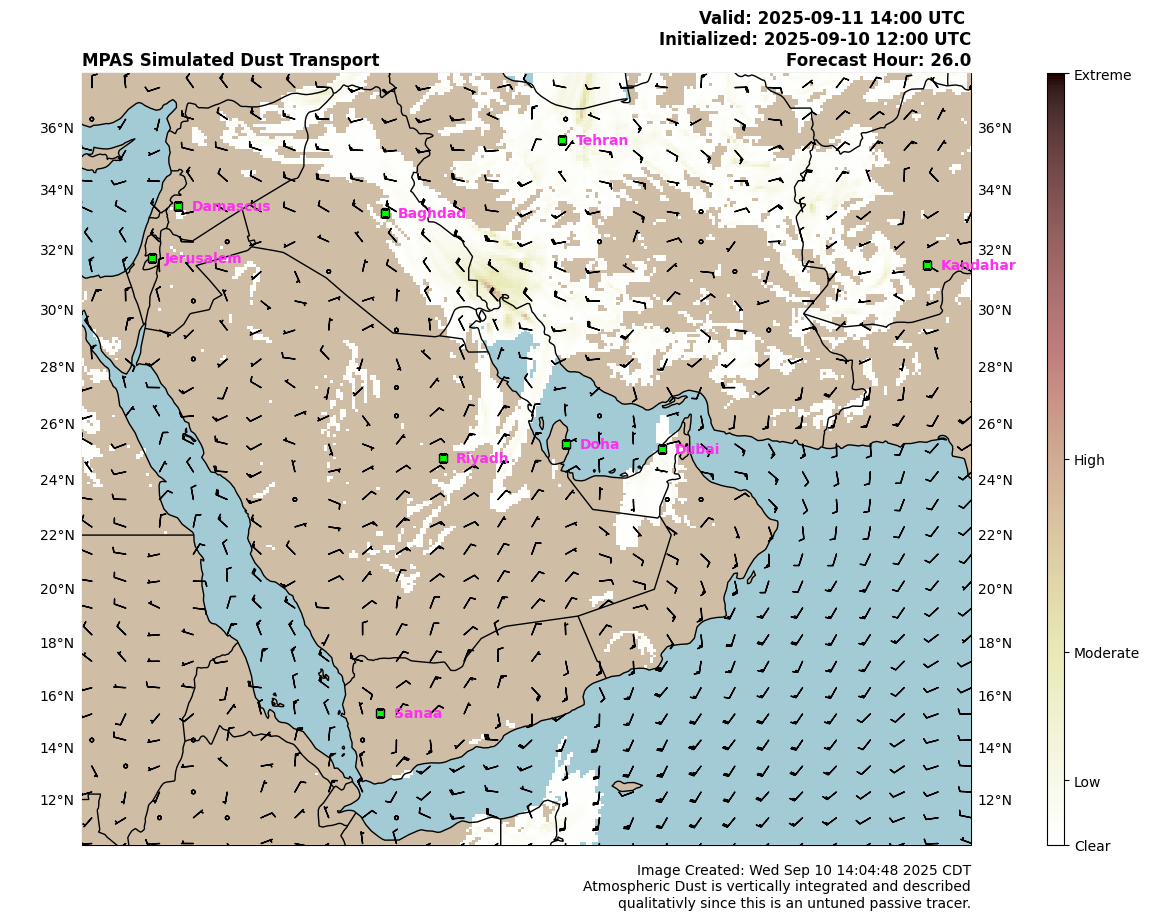 Valid: 2025-09-11 14:00 UTC
Initialized: 2025-09-10 12:00 UTC
MPAS Simulated Dust Transport Forecast Hour: 26.0
Extreme
36°N 36°N
Tehran
34°N 34°N
Damascus
Baghdad
32°N 32°N
Jerusalem
Kandahar
30°N 30°N
28°N 28°N
26°N 26°N
Doha
Dubai
Riyadh
High
24°N 24°N
22°N 22°N
20°N 20°N
18°N 18°N
Moderate
16°N 16°N
Sanaa
14°N 14°N
Low
12°N 12°N
Clear
Image Created: Wed Sep 10 14:04:48 2025 CDT
Atmospheric Dust is vertically integrated and described
qualitativly since this is an untuned passive tracer.